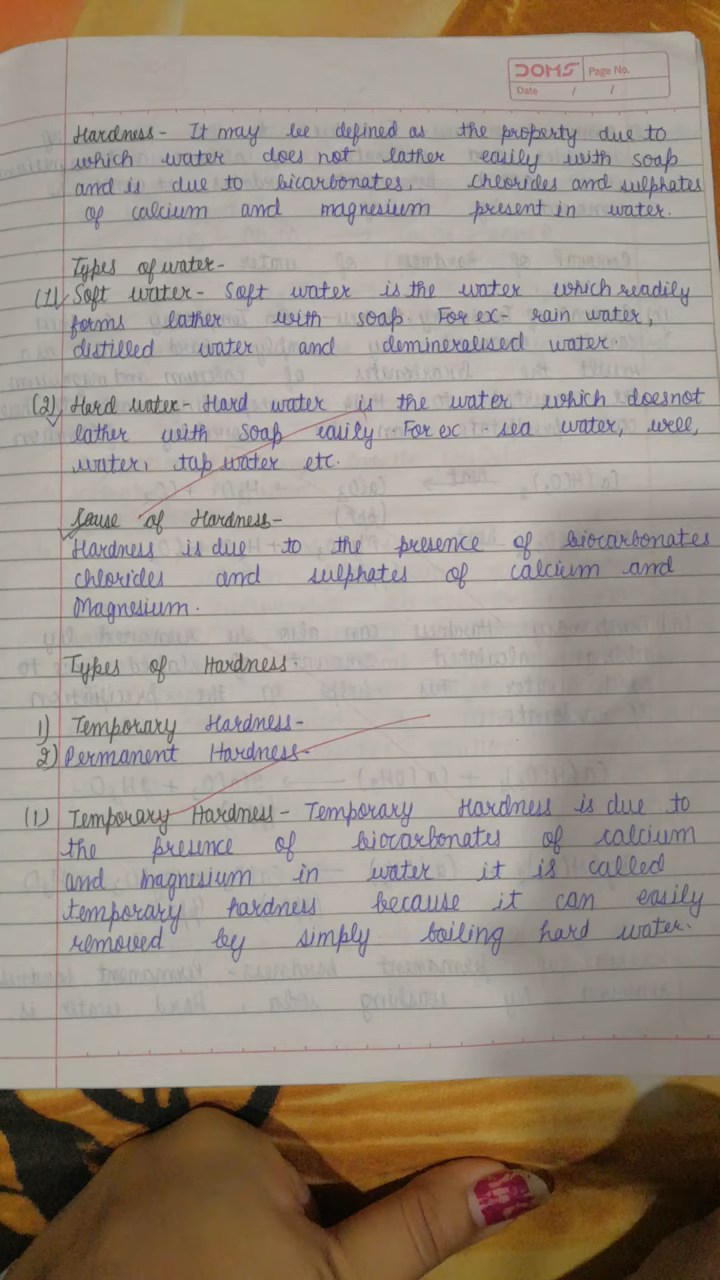 DOMS Page No.
Date / /
Hardness - It may be defined as the property due to
which water does not lather easily with soap
and is due to bicarbonates, chlorides and sulphates
of calcium and magnesium present in water.
Types of water -
(1) Soft water - Soft water is the water which readily
forms lather with soap. For ex - rain water,
distilled water and demineralised water.
(2) Hard water - Hard water is the water which doesnot
lather with soap easily For ex - sea water, well,
water, tap water etc.
Cause of Hardness -
Hardness is due to the presence of biocarbonates
chlorides and sulphates of calcium and
Magnesium.
Types of Hardness.
1) Temporary Hardness -
2) Permanent Hardness -
(1) Temporary Hardness - Temporary Hardness is due to
the presence of biocarbonates of calcium
and magnesium in water it is called
temporary hardness because it can easily
removed by simply boiling hard water.